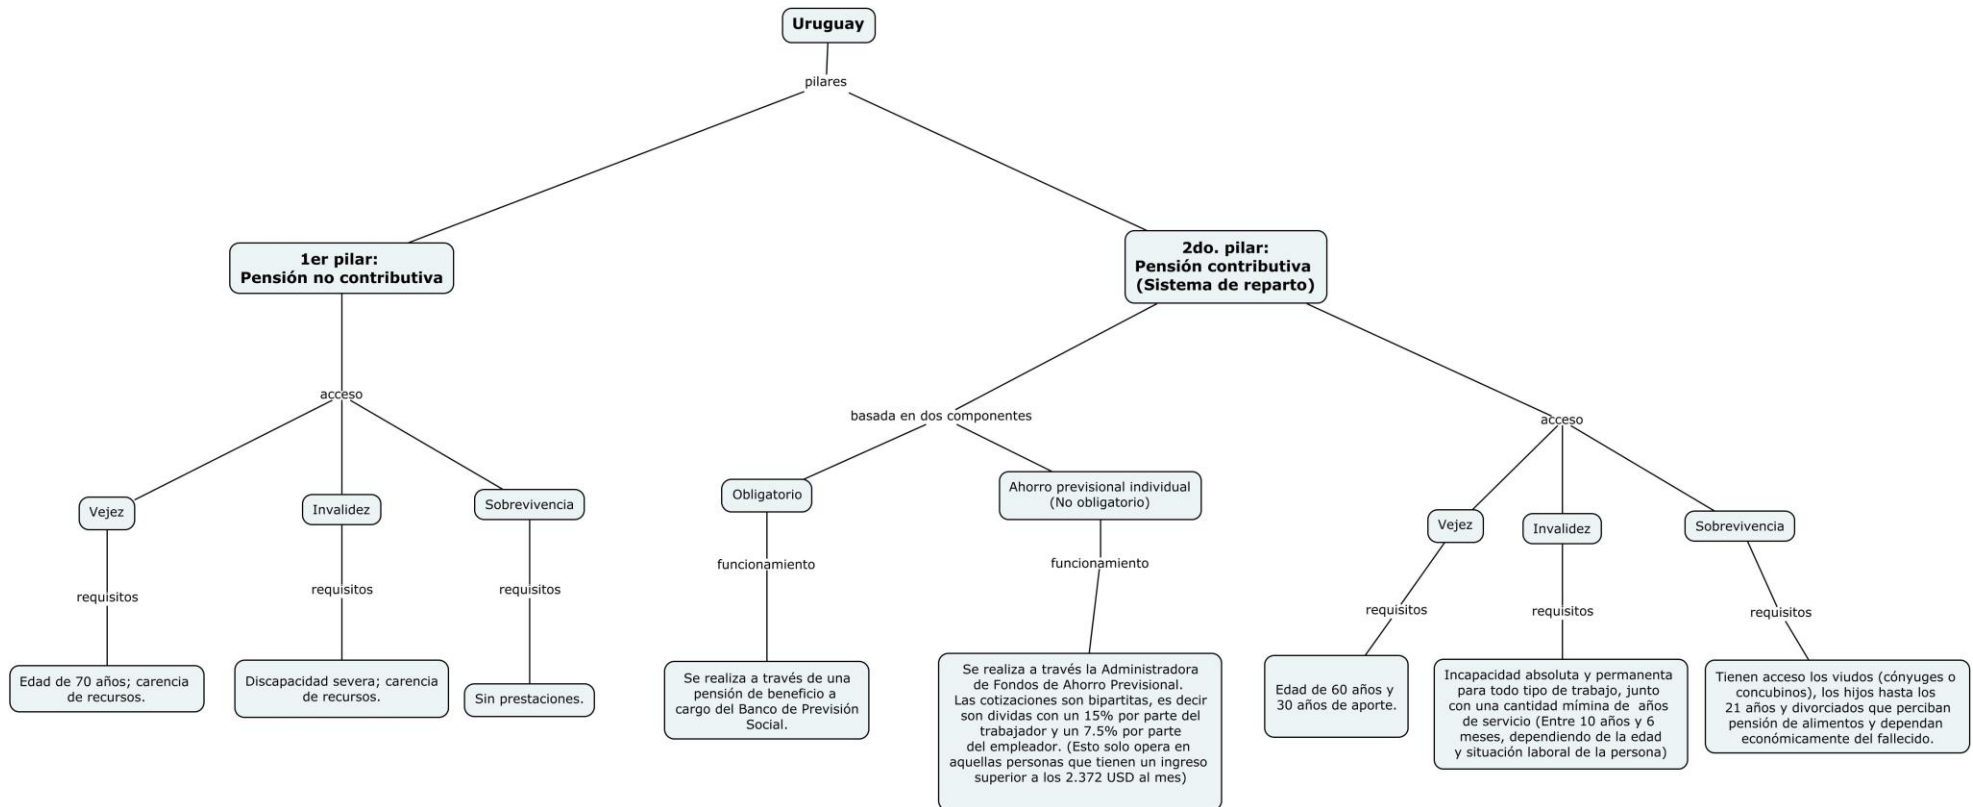 Uruguay
pilares
1er pilar:
Pensión no contributiva
acceso
Vejez
Invalidez
Sobrevivencia
requisitos
requisitos
requisitos
Edad de 70 años; carencia
de recursos.
Discapacidad severa; carencia
de recursos.
Sin prestaciones.
2do. pilar:
Pensión contributiva
(Sistema de reparto)
basada en dos componentes
Obligatorio
Ahorro previsional individual
(No obligatorio)
funcionamiento
funcionamiento
Se realiza a través de una
pensión de beneficio a
cargo del Banco de Previsión
Social.
Se realiza a través la Administradora
de Fondos de Ahorro Previsional.
Las cotizaciones son bipartitas, es decir
son dividas con un 15% por parte del
trabajador y un 7.5% por parte
del empleador. (Esto solo opera en
aquellas personas que tienen un ingreso
superior a los 2.372 USD al mes)
acceso
Vejez
Invalidez
Sobrevivencia
requisitos
requisitos
requisitos
Edad de 60 años y
30 años de aporte.
Incapacidad absoluta y permanenta
para todo tipo de trabajo, junto
con una cantidad mímina de años
de servicio (Entre 10 años y 6
meses, dependiendo de la edad
y situación laboral de la persona)
Tienen acceso los viudos (cónyuges o
concubinos), los hijos hasta los
21 años y divorciados que perciban
pensión de alimentos y dependan
económicamente del fallecido.